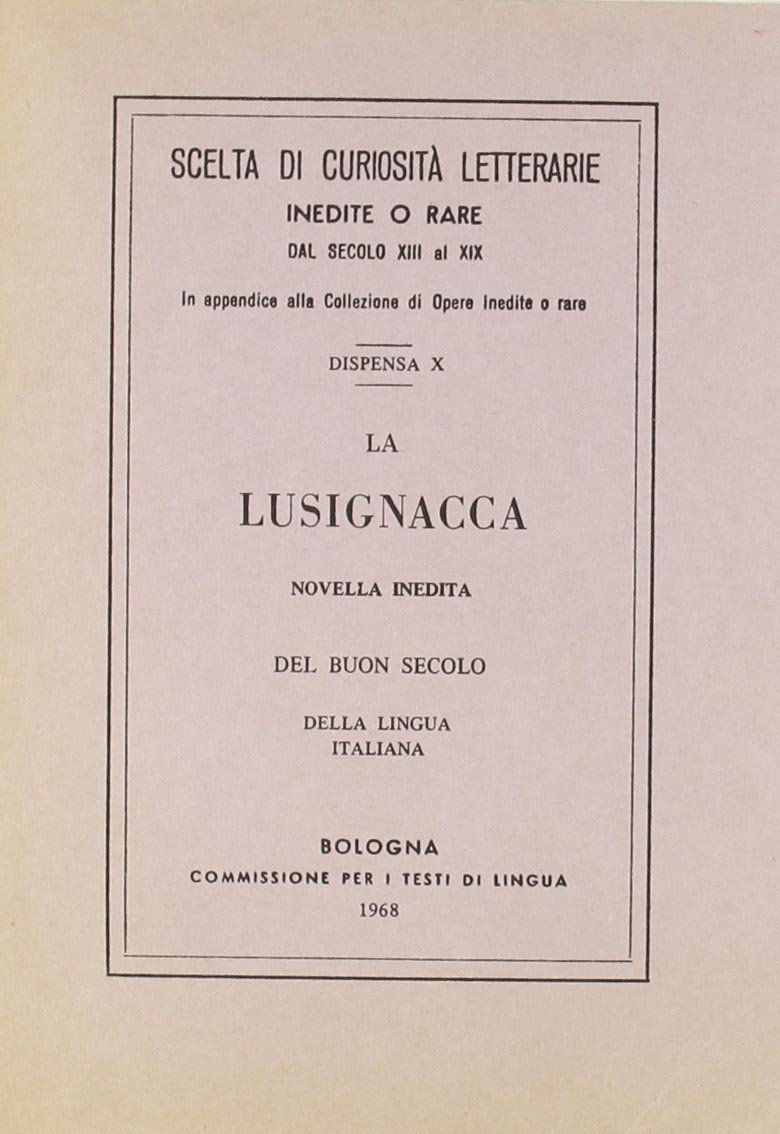 SCELTA DI CURIOSITÀ LETTERARIE
INEDITE O RARE
DAL SECOLO XIII al XIX
In appendice alla Collezione di Opere Inedite o rare
DISPENSA X
LA
LUSIGNACCA
NOVELLA INEDITA
DEL BUON SECOLO
DELLA LINGUA
ITALIANA
BOLOGNA
COMMISSIONE PER I TESTI DI LINGUA
1968